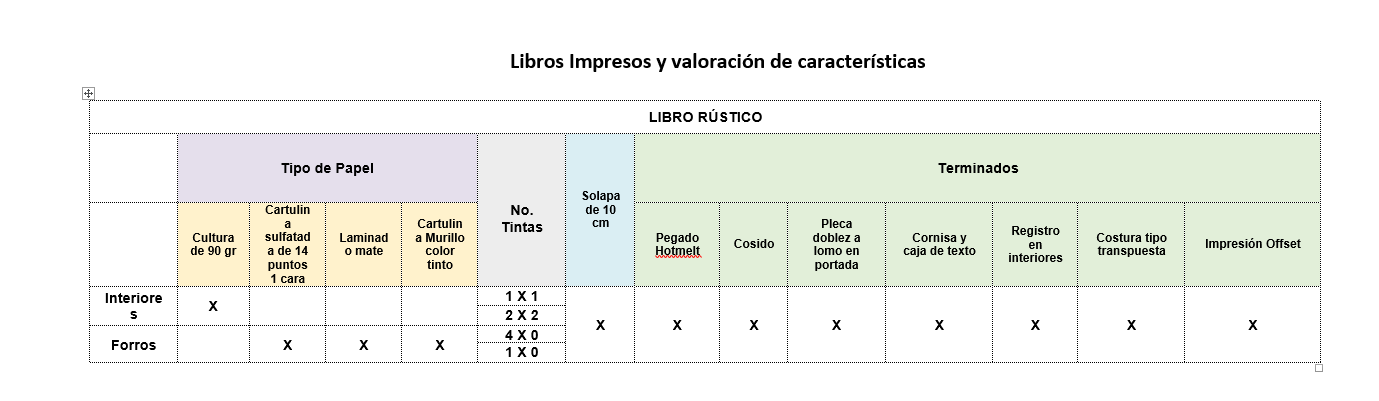 Libros Impresos y valoración de características
LIBRO RÚSTICO
Tipo de Papel
No.
Tintas
Solapa
de 10
cm
Terminados
Cultura
de 90 gr
Cartulin
a
sulfatad
a de 14
puntos
1 cara
Laminad
o mate
Cartulin
a Murillo
color
tinto
Pegado
Hotmelt
Cosido
Pleca
doblez a
lomo en
portada
Cornisa y
caja de texto
Registro
en
interiores
Costura tipo
transpuesta
Impresión Offset
Interiore
s
X
1 X 1
2 X 2
X
X
X
X
X
X
X
X
Forros
X
X
X
4 X 0
1 X 0